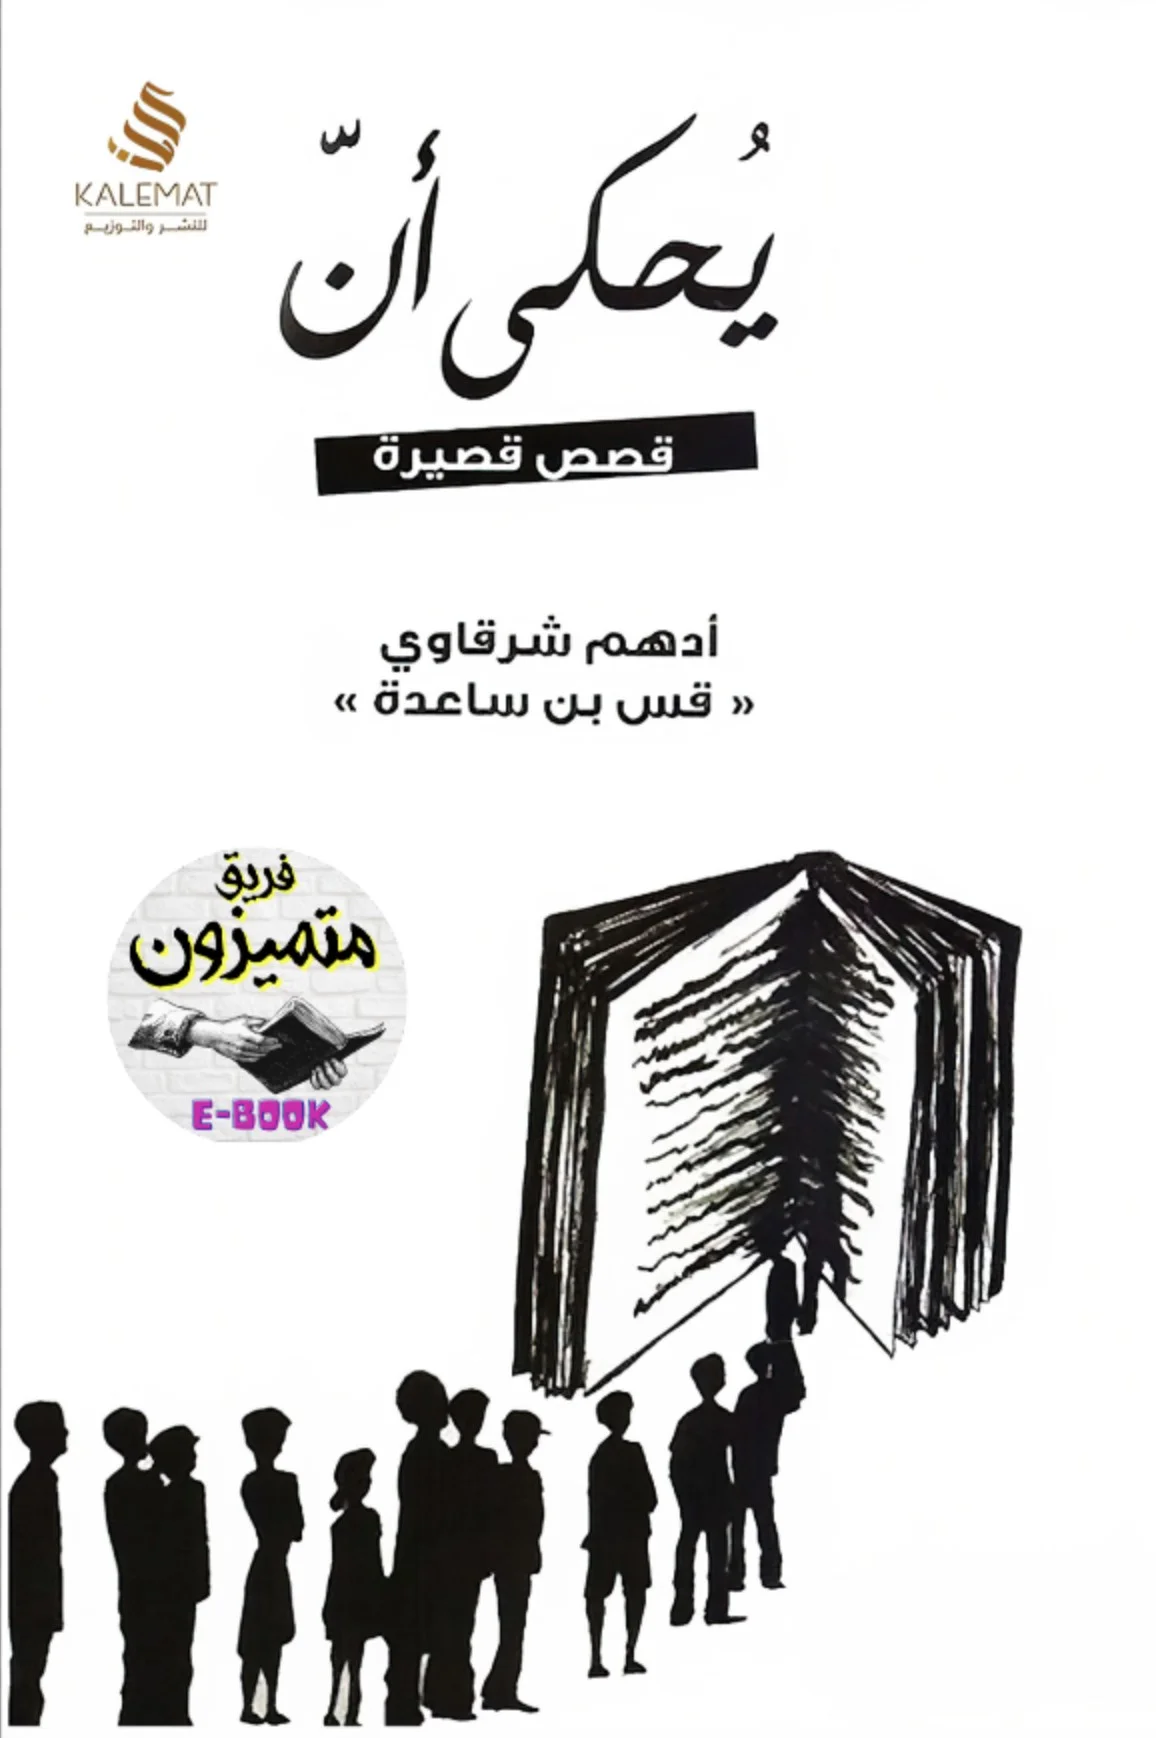 KALEMAT
للنشر والتوزيع
يُحكى أنّ
قصص قصيرة
أدهم شرقاوي
« قس بن ساعدة »
فريق
متميزون
E-BOOK